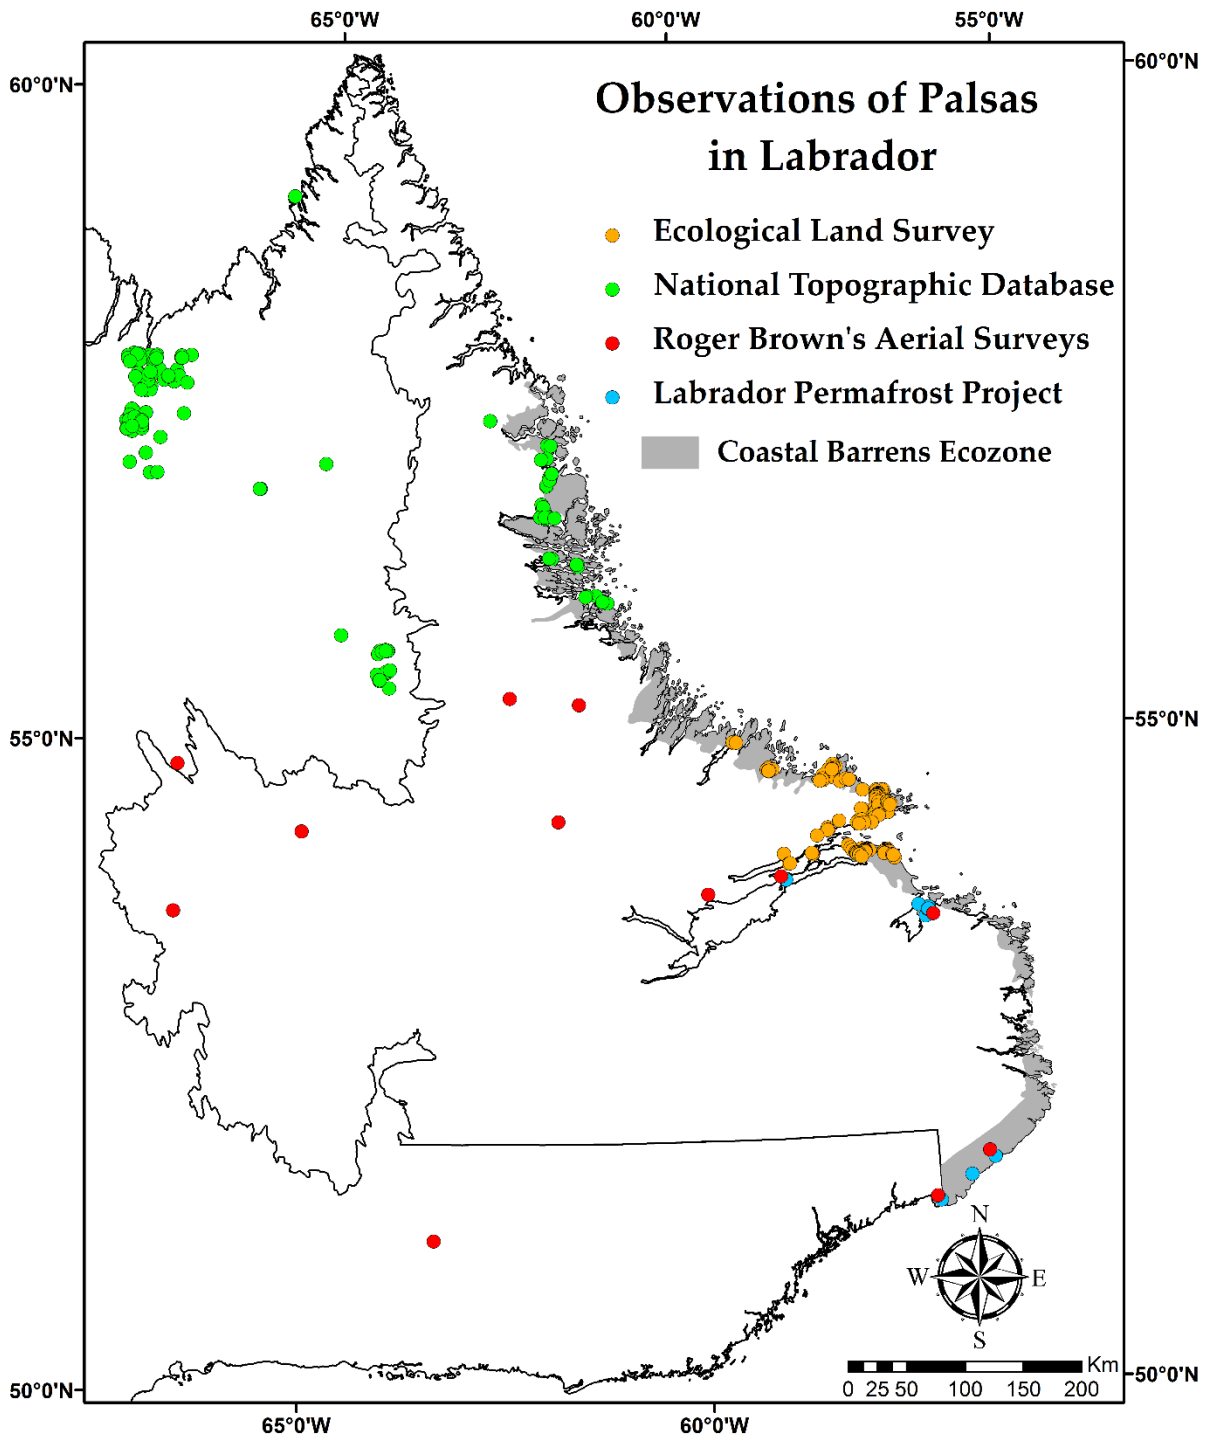 65°0'W 60°0'W 55°0'W
60°0'N
60°0'N
Observations of Palsas
in Labrador
Ecological Land Survey
National Topographic Database
Roger Brown's Aerial Surveys
Labrador Permafrost Project
Coastal Barrens Ecozone
55°0'N
55°0'N
N
W E
S
Km
0 25 50 100 150 200
50°0'N
50°0'N
65°0'W 60°0'W